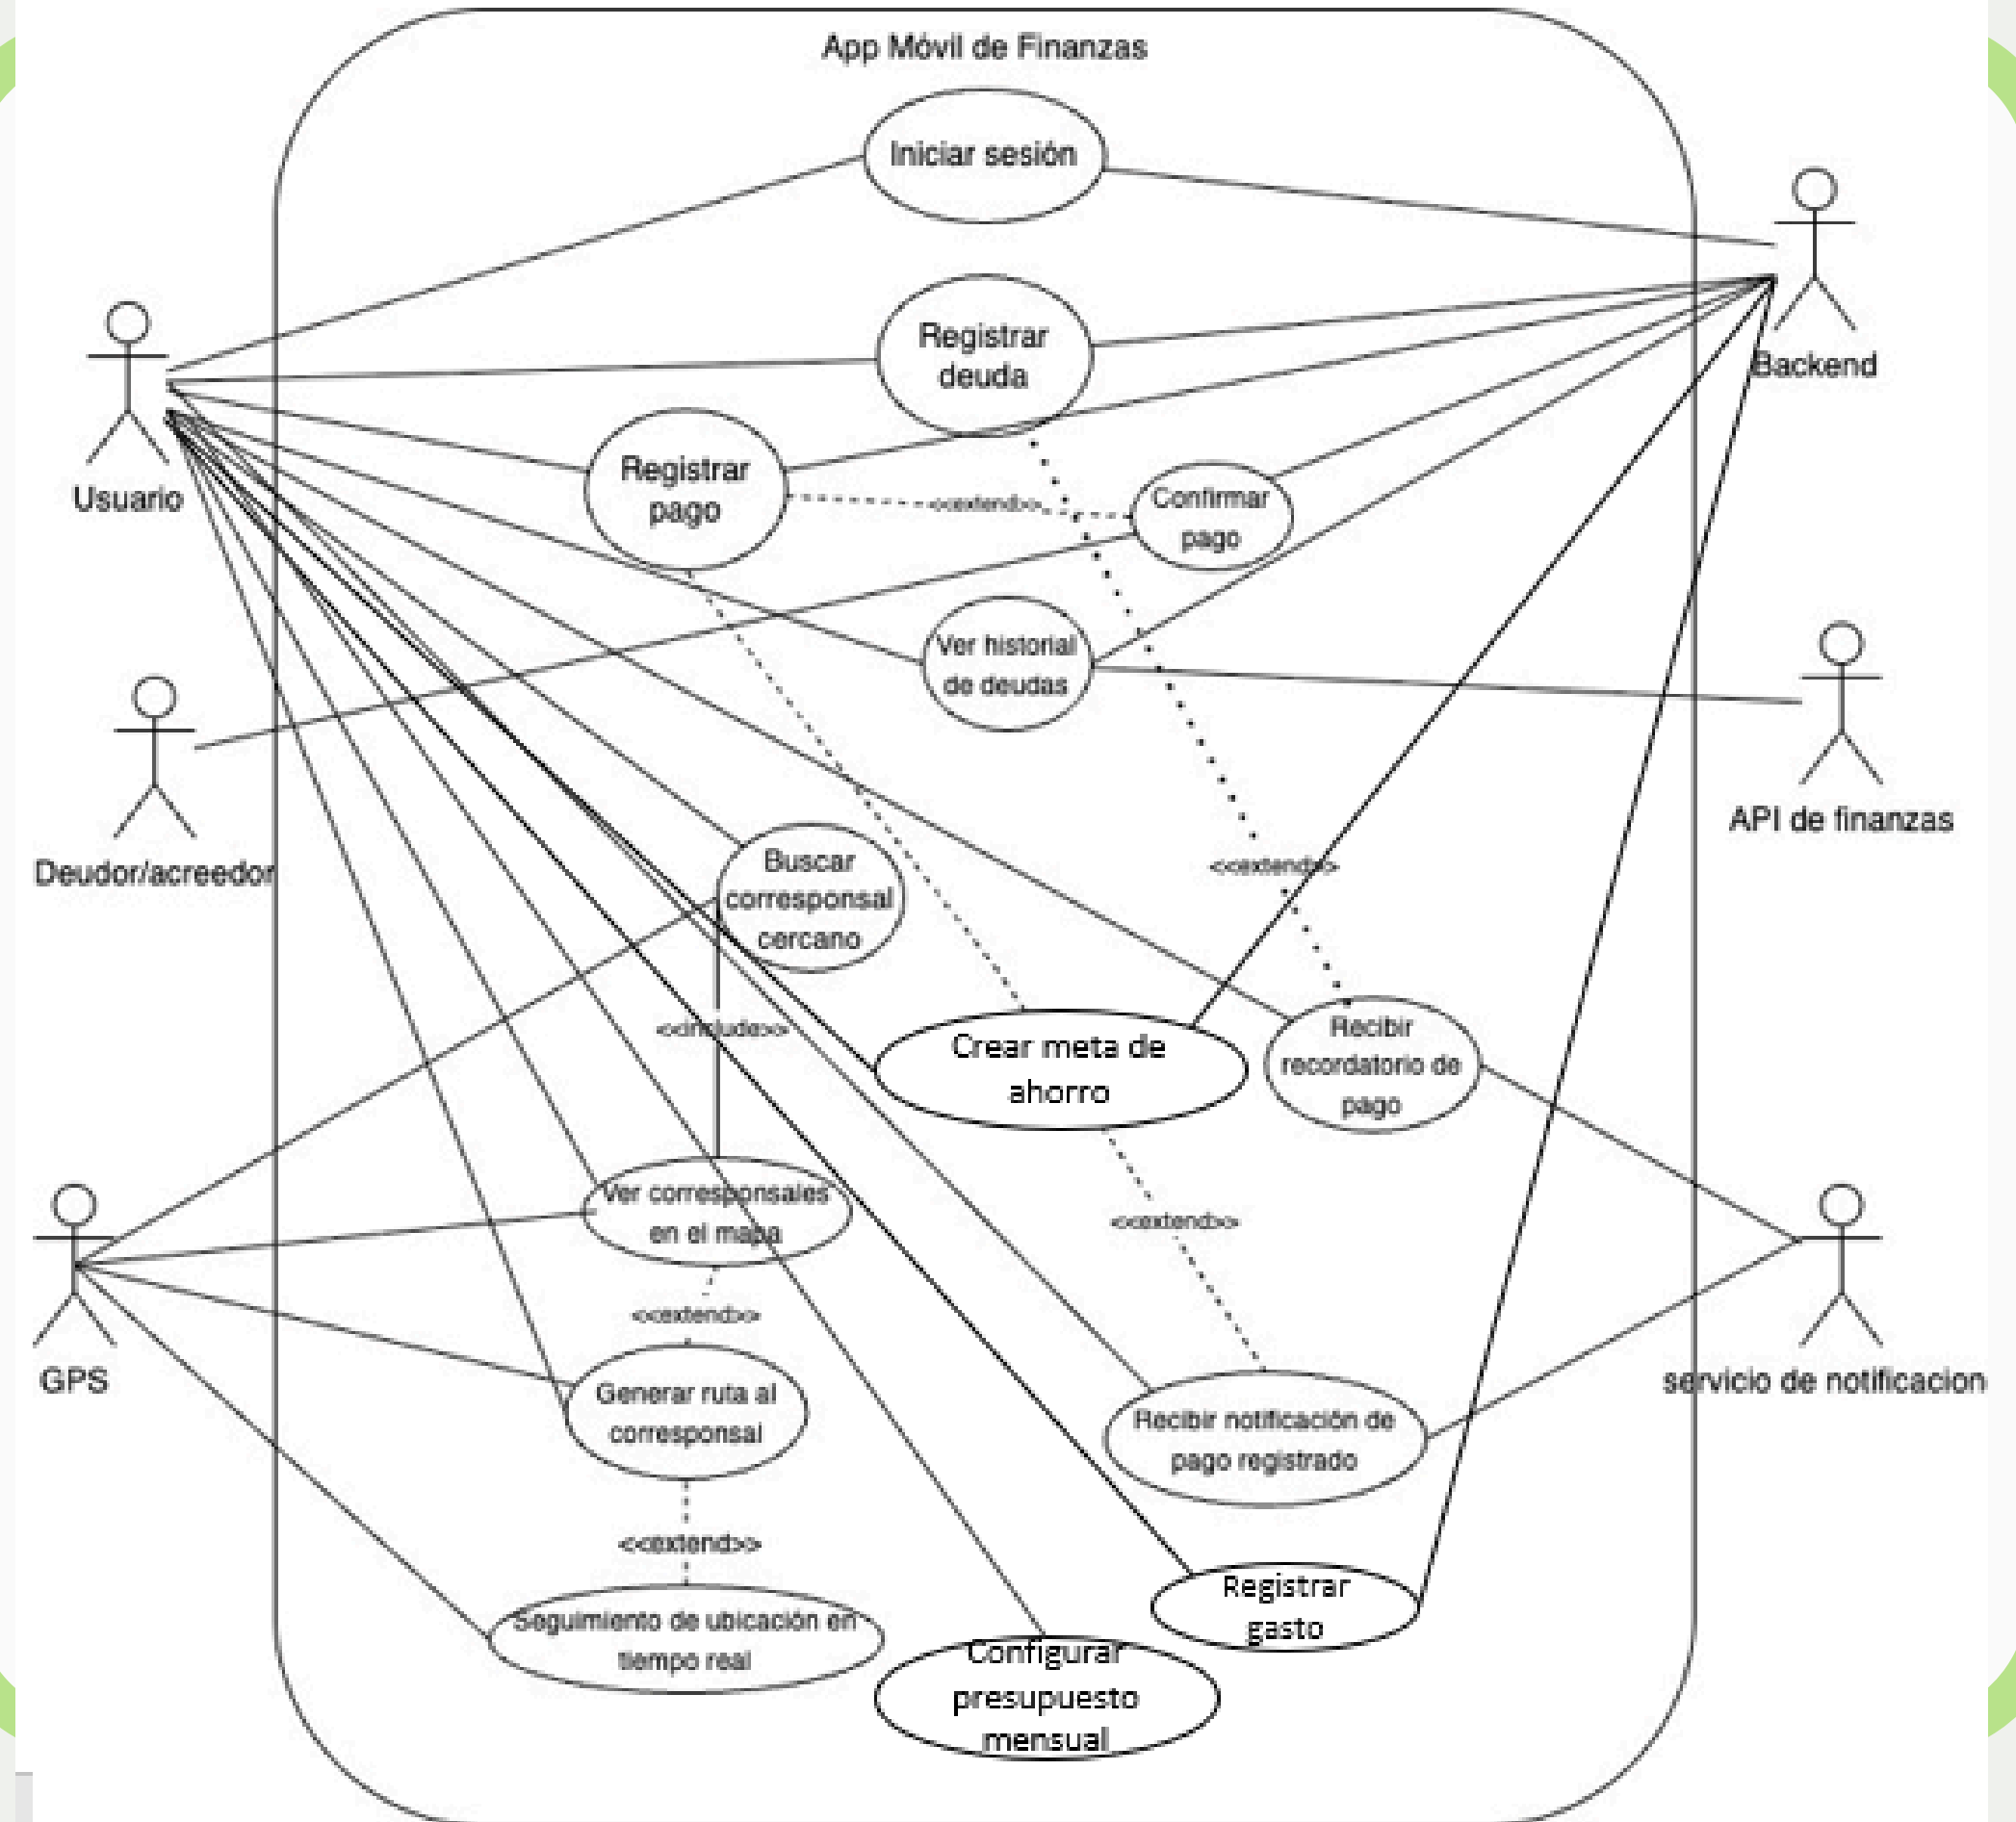 App Móvil de Finanzas
Iniciar sesión
Registrar
deuda
Backend
Usuario
Registrar
pago
<<extend>>
Confirmar
pago
Ver historial
de deudas
API de finanzas
Deudor/acreedor
Buscar
corresponsal
cercano
<<extend>>
<<include>>
Crear meta de
ahorro
Recibir
recordatorio de
pago
Ver corresponsales
en el mapa
<<extend>>
<<extend>>
GPS
servicio de notificacion
Generar ruta al
corresponsal
Recibir notificación de
pago registrado
<<extend>>
Seguimiento de ubicación en
tiempo real
Registrar
gasto
Configurar
presupuesto
mensual